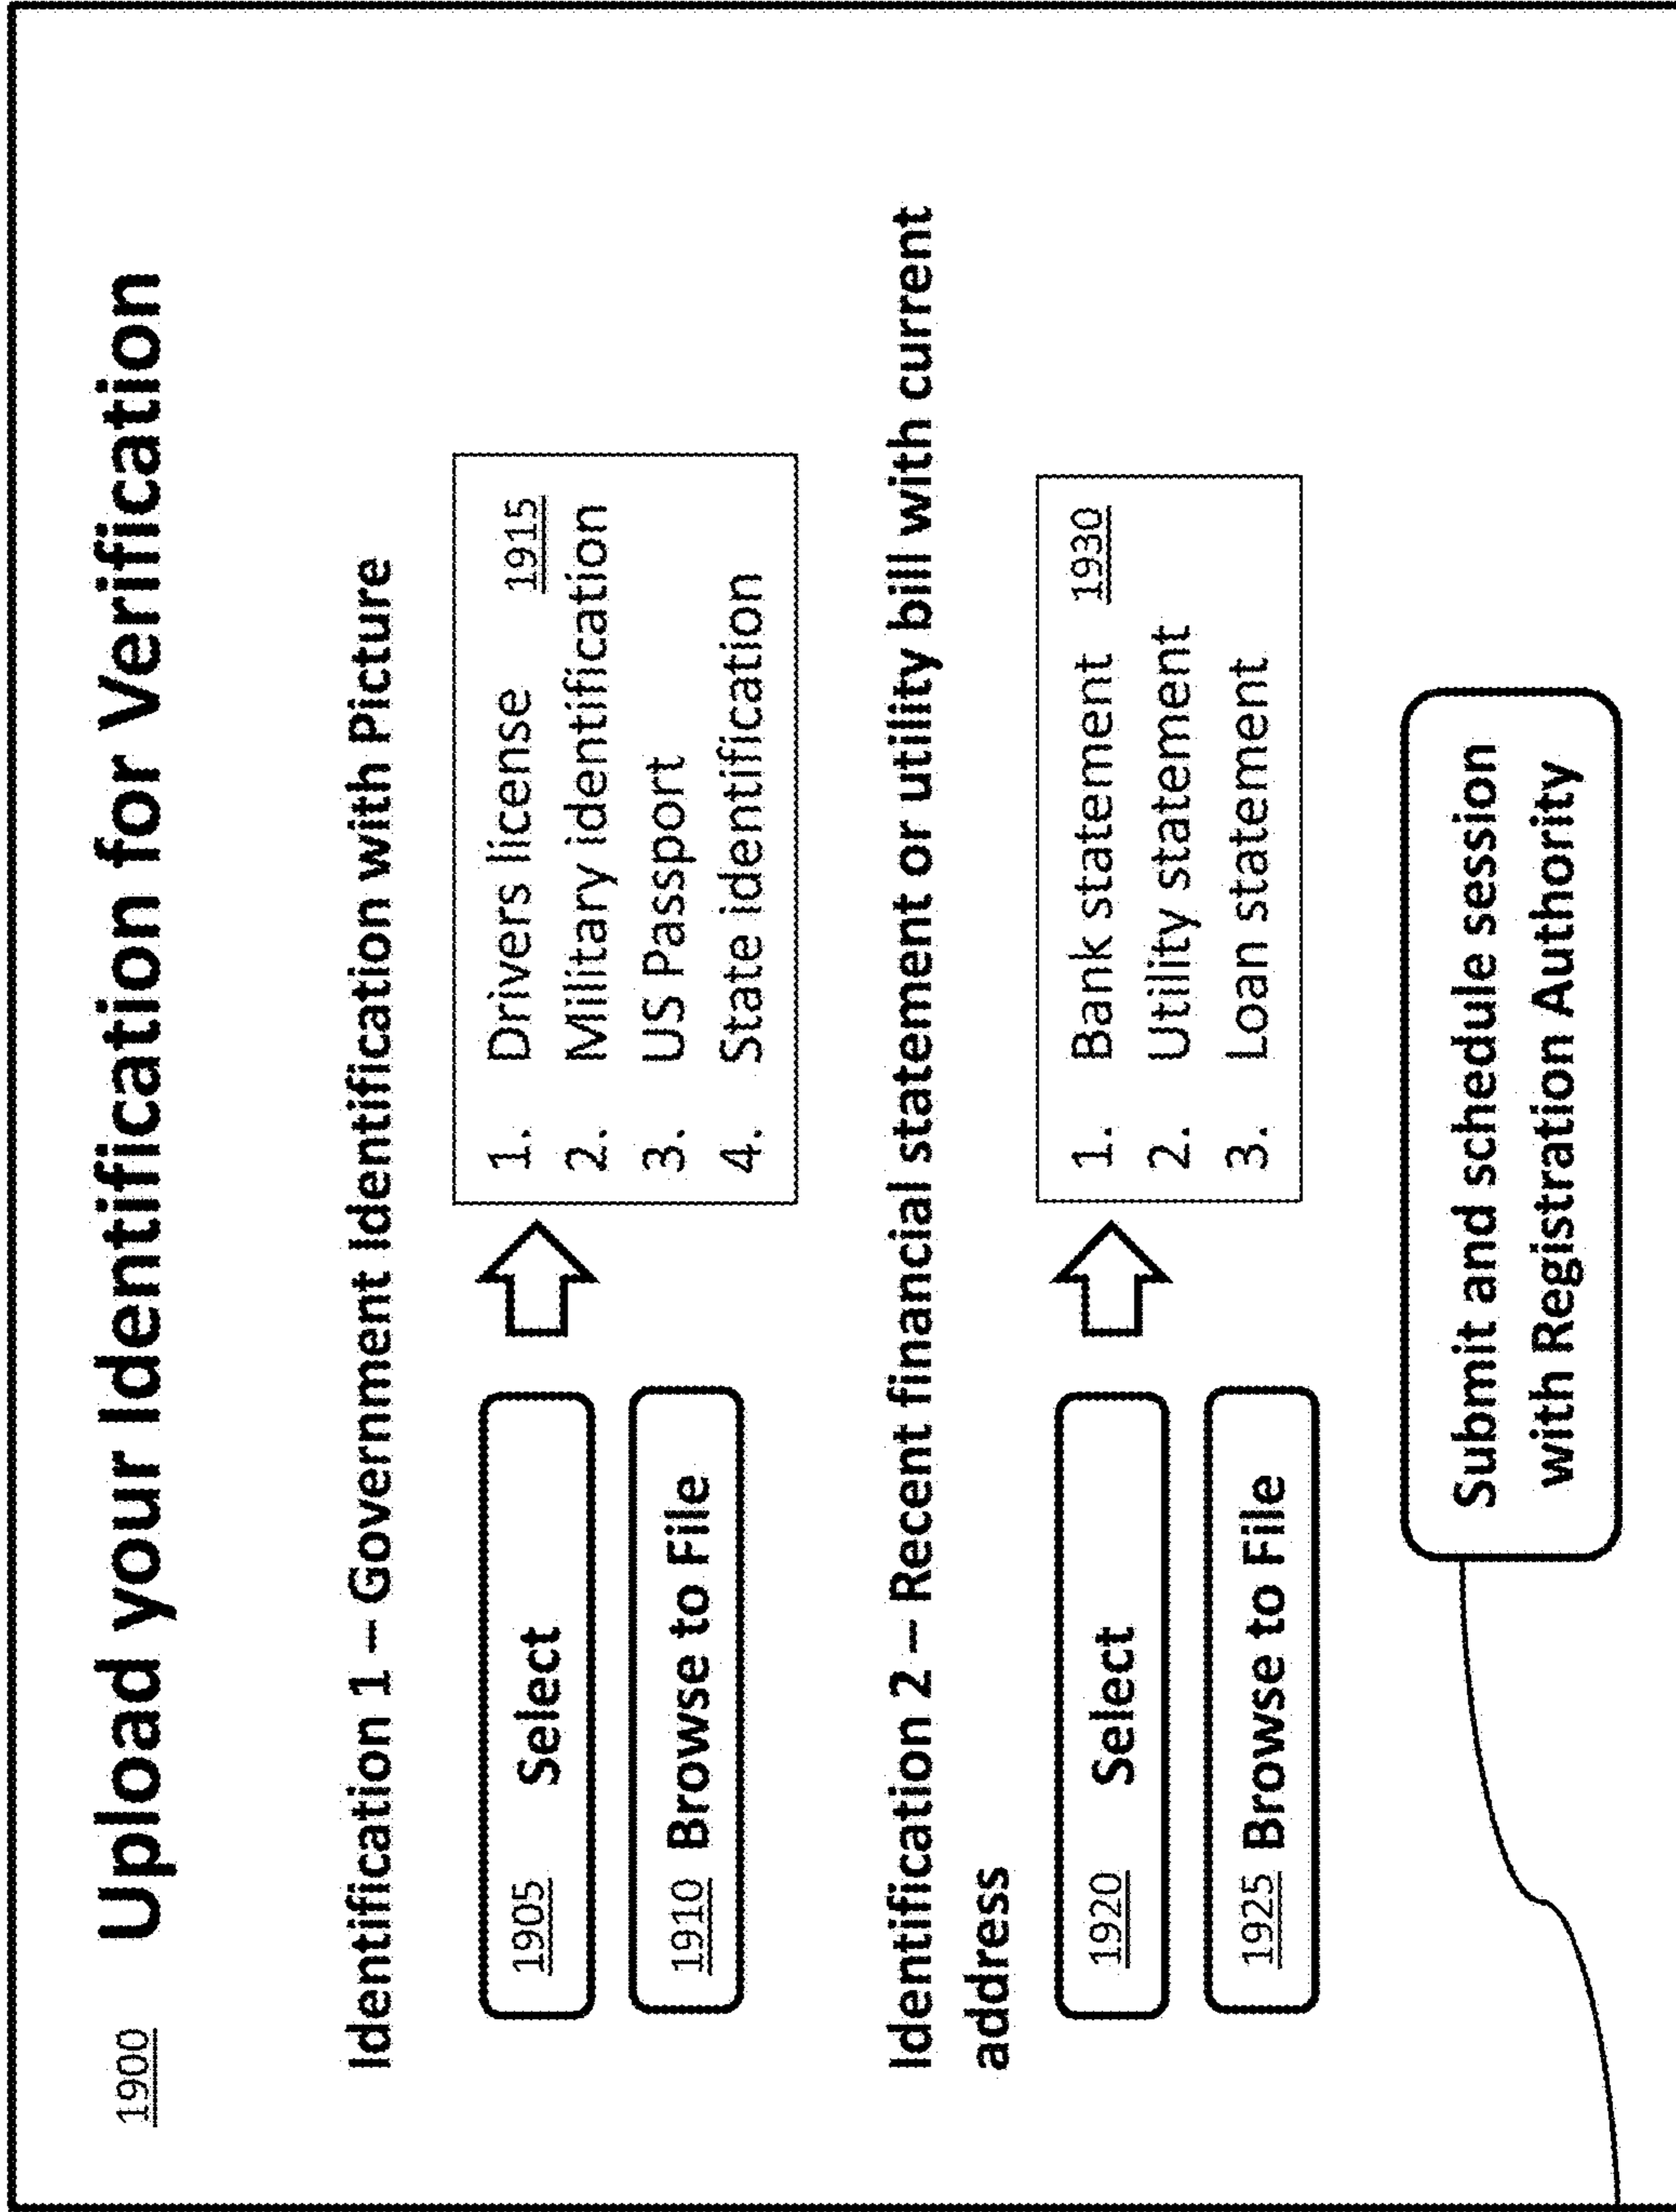 1900 Upload your Identification for Verification
Identification 1 – Government Identification with Picture
1905 Select
1910 Browse to File
1. Drivers license 1915
2. Military identification
3. US Passport
4. State identification
Identification 2 – Recent financial statement or utility bill with current
address
1920 Select
1925 Browse to File
1. Bank statement 1930
2. Utility statement
3. Loan statement
Submit and schedule session
with Registration Authority